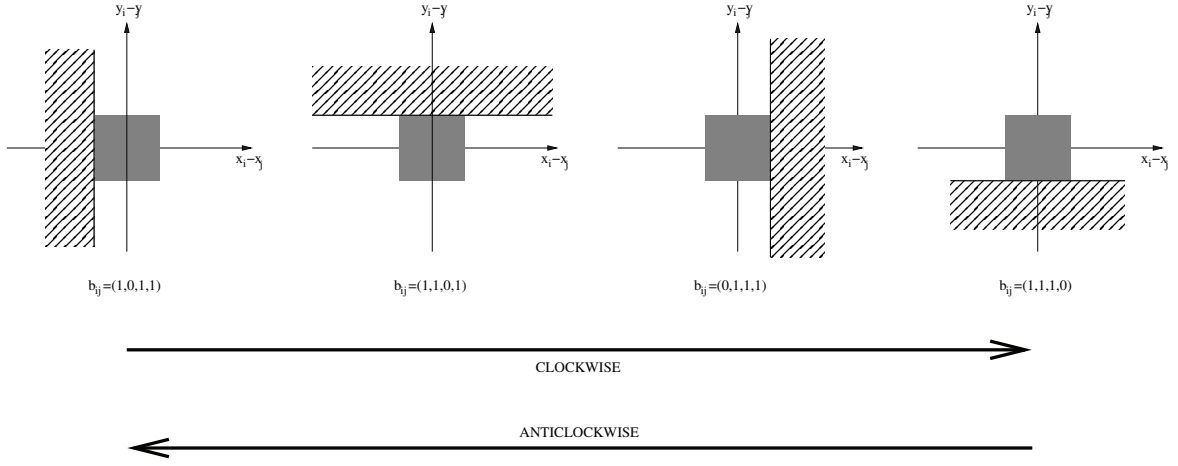 y_i-y_j y_i-y_j y_i-y_j y_i-y_j
x_i-x_j x_i-x_j x_i-x_j x_i-x_j
b_ij=(1,0,1,1) b_ij=(1,1,0,1) b_ij=(0,1,1,1) b_ij=(1,1,1,0)
CLOCKWISE
ANTICLOCKWISE